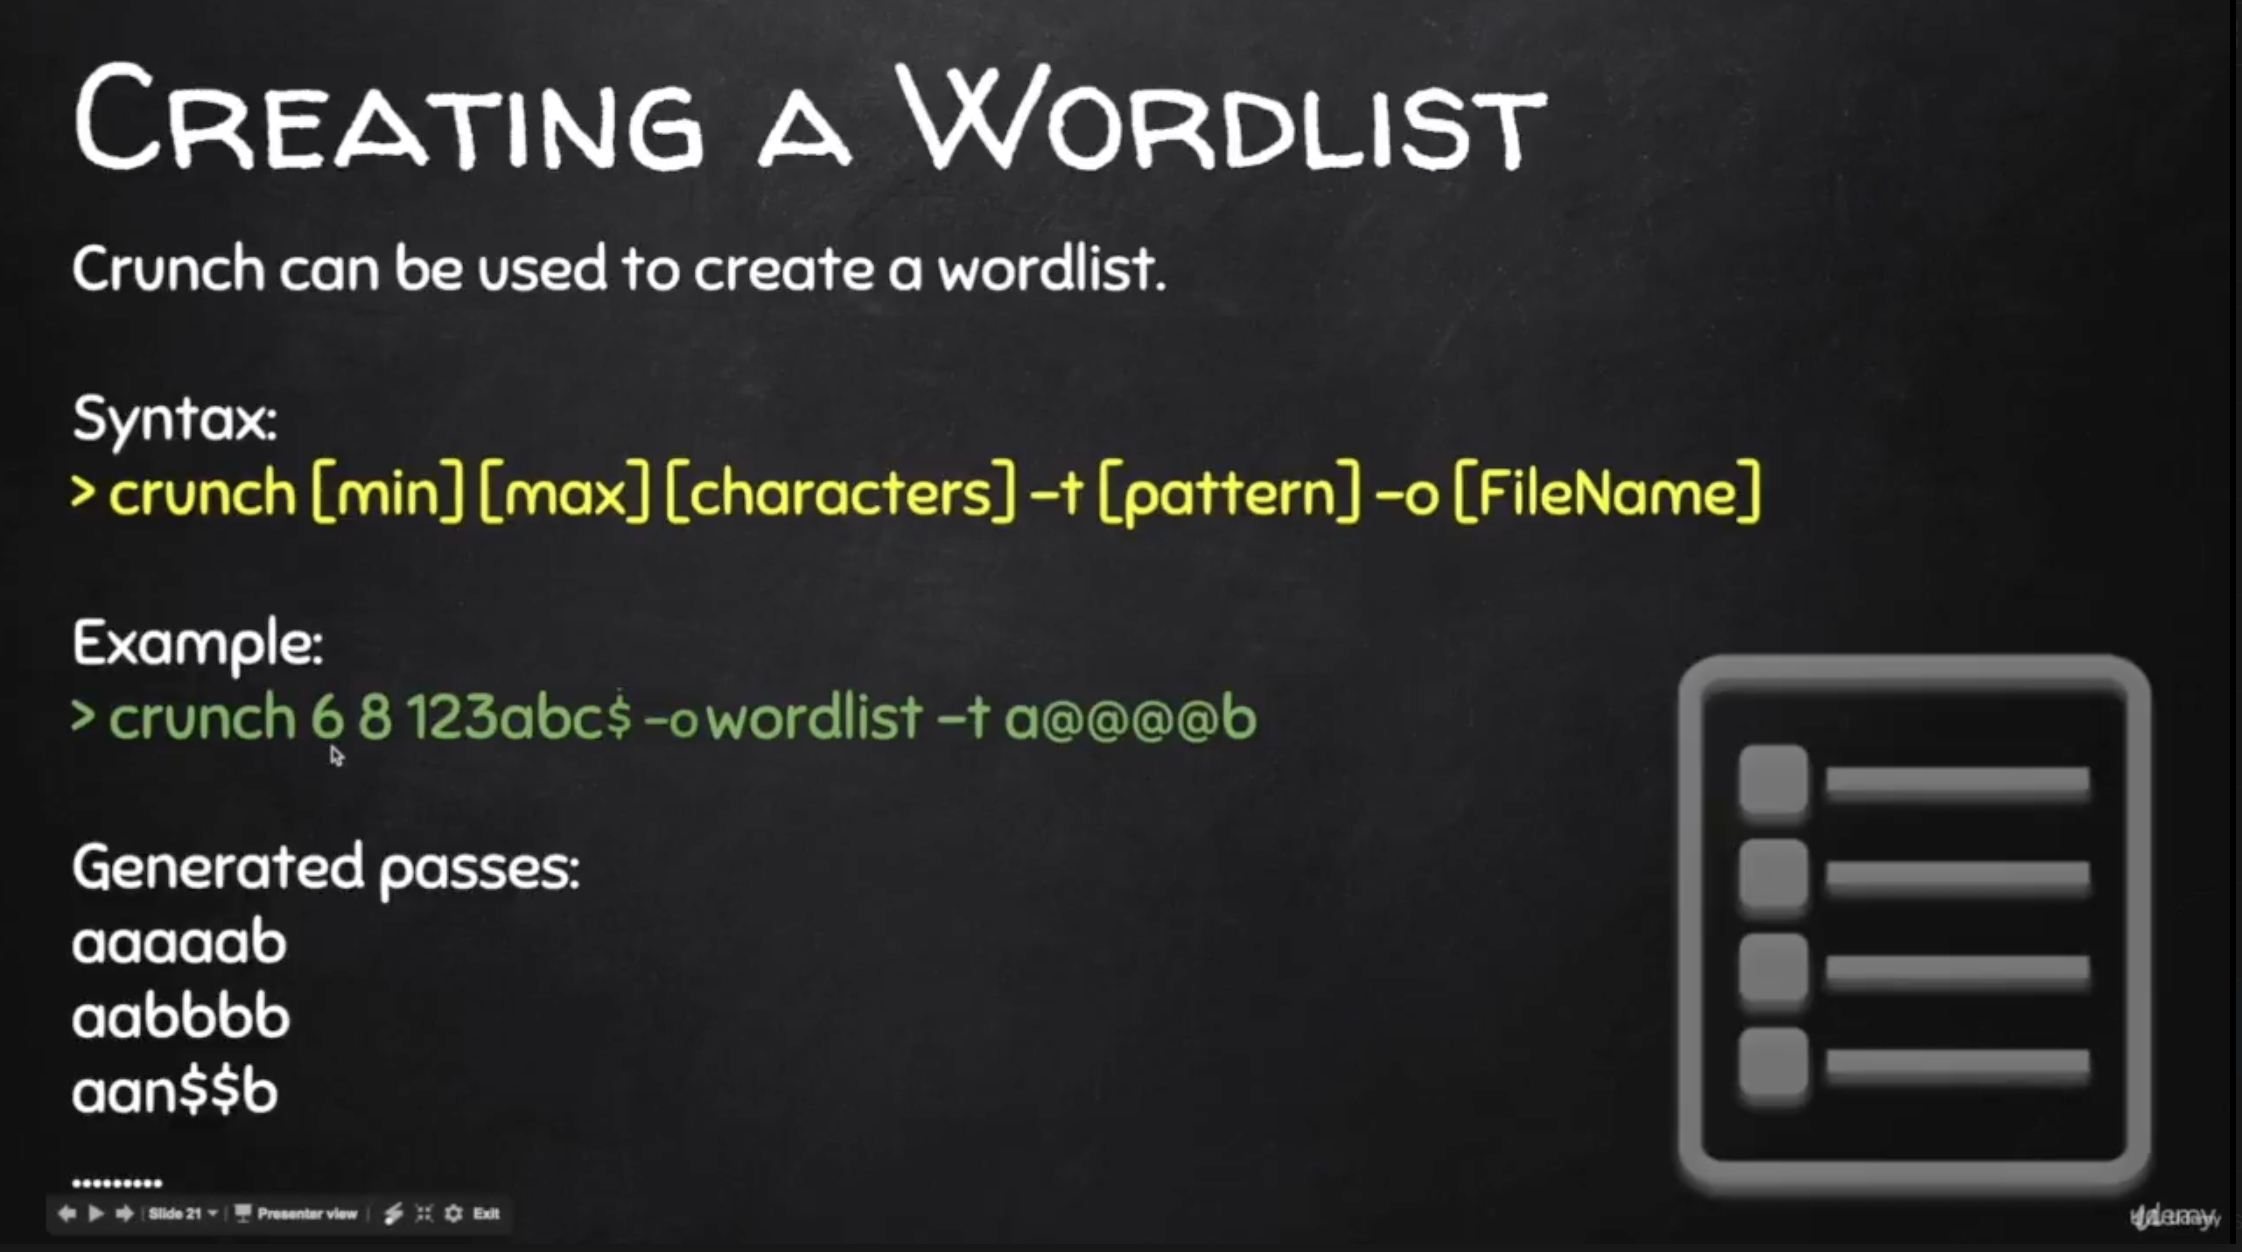 Creating a Wordlist
Crunch can be used to create a wordlist.
Syntax:
> crunch [min] [max] [characters] -t [pattern] -o [FileName]
Example:
> crunch 6 8 123abc$ -o wordlist -t a@@@@b
Generated passes:
aaaaab
aabbbb
aan$$b
.........
Slide 21 Presenter view Exit
udemy